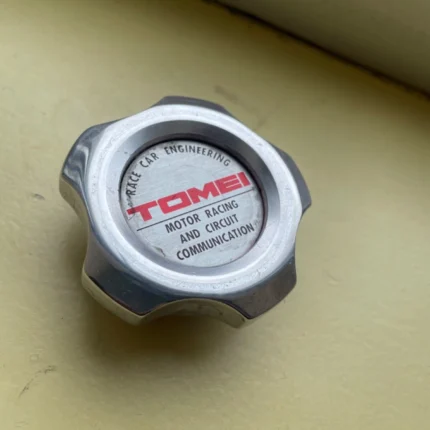 RACE CAR ENGINEERING
TOMEI
MOTOR RACING
AND CIRCUIT
COMMUNICATION